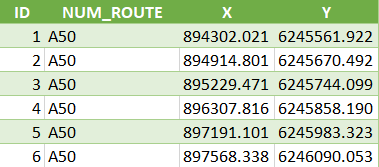 ID NUM_ROUTE X Y
1 A50 894302.021 6245561.922
2 A50 894914.801 6245670.492
3 A50 895229.471 6245744.099
4 A50 896307.816 6245858.190
5 A50 897191.101 6245983.323
6 A50 897568.338 6246090.053